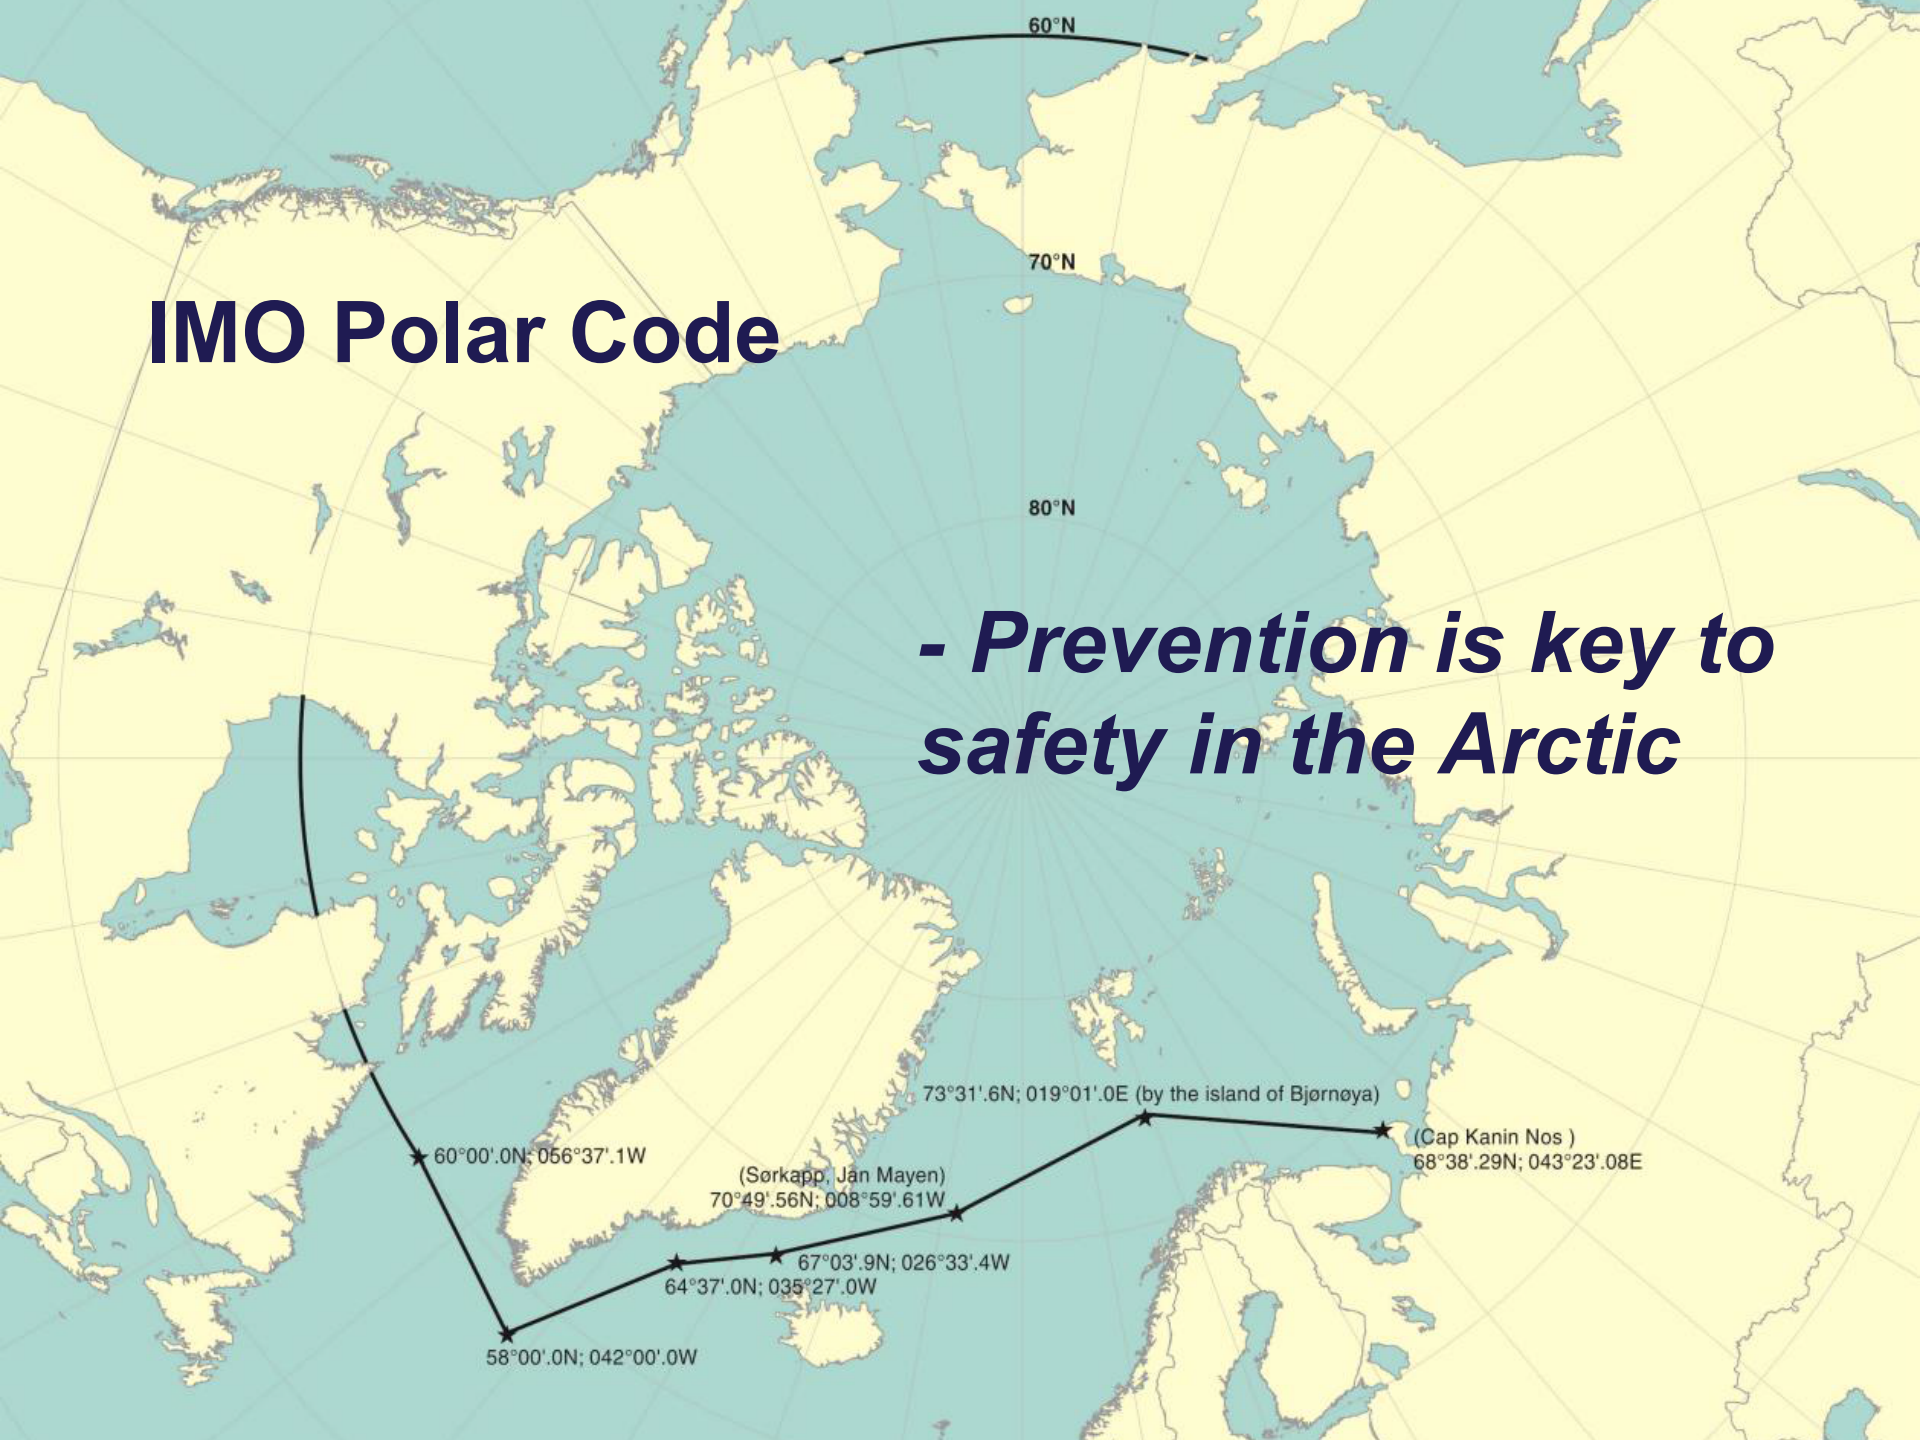 60°N
70°N
IMO Polar Code
80°N
- Prevention is key to
safety in the Arctic
73°31'.6N; 019°01'.0E (by the island of Bjørnøya)
(Cap Kanin Nos )
68°38'.29N; 043°23'.08E
60°00'.0N; 056°37'.1W
(Sørkapp, Jan Mayen)
70°49'.56N; 008°59'.61W
67°03'.9N; 026°33'.4W
64°37'.0N; 035°27'.0W
58°00'.0N; 042°00'.0W